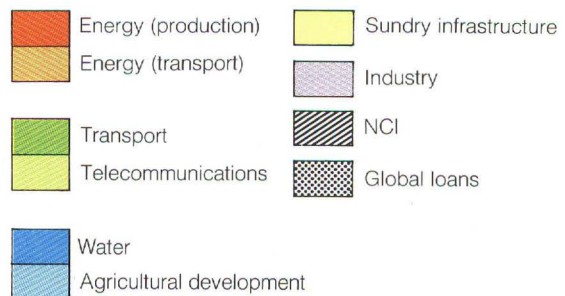 Energy (production)
Energy (transport)
Transport
Telecommunications
Water
Agricultural development
Sundry infrastructure
Industry
NCI
Global loans